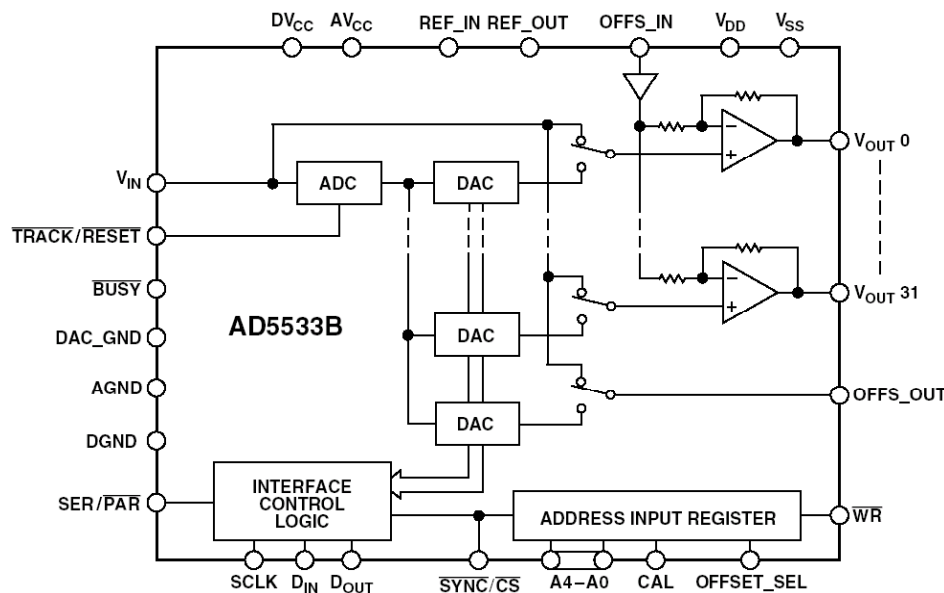 DVCC AVCC REF_IN REF_OUT OFFS_IN VDD VSS
VIN
ADC
DAC
VOUT 0
TRACK/RESET
BUSY
VOUT 31
DAC_GND
AD5533B
DAC
AGND
OFFS_OUT
DAC
DGND
SER/PAR
INTERFACE
CONTROL
LOGIC
ADDRESS INPUT REGISTER
WR
SCLK DIN DOUT SYNC/CS A4–A0 CAL OFFSET_SEL